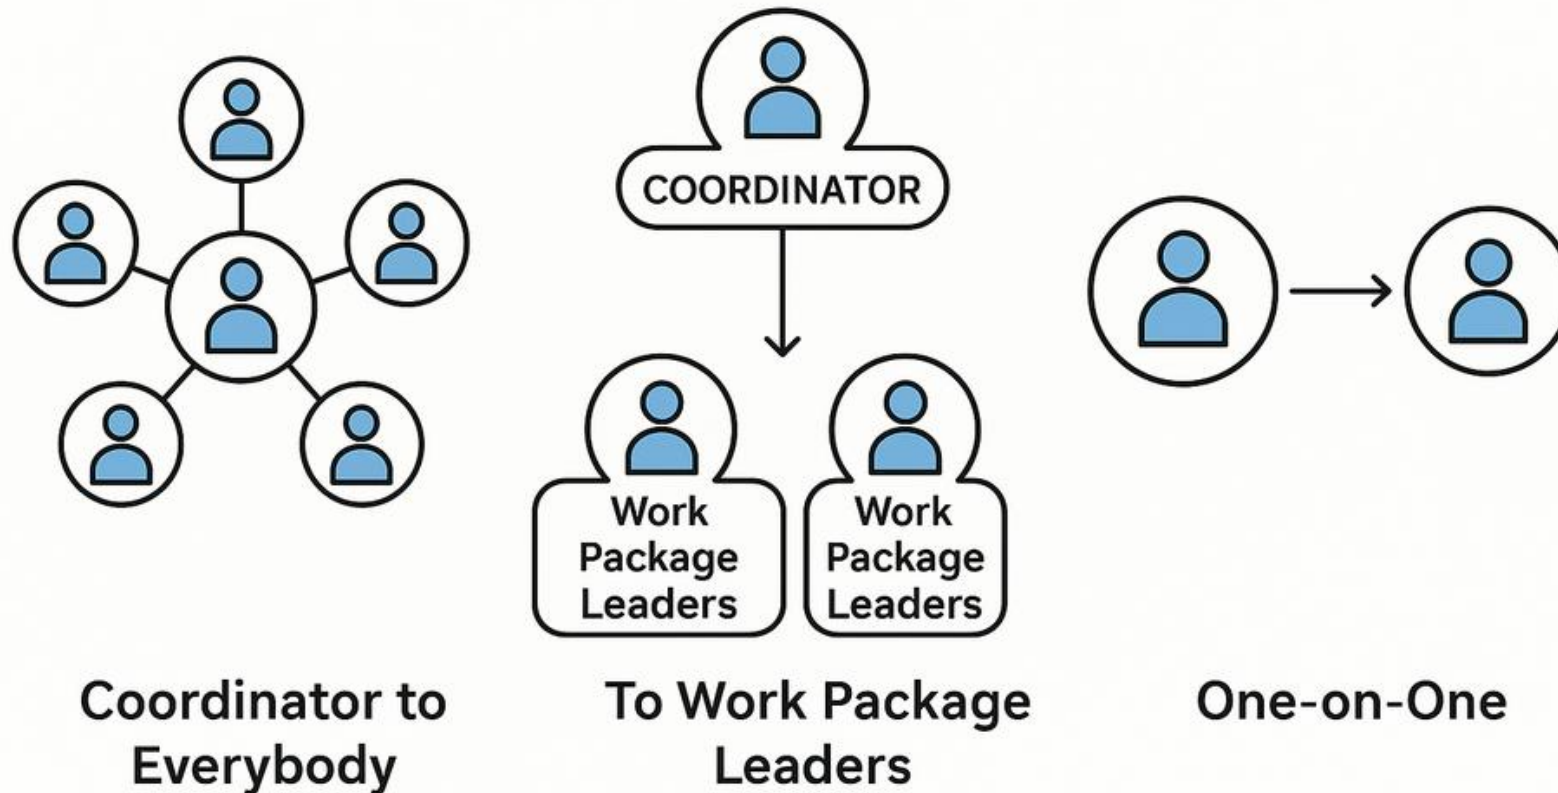 COORDINATOR
Work
Package
Leaders
Work
Package
Leaders
Coordinator to
Everybody
To Work Package
Leaders
One-on-One